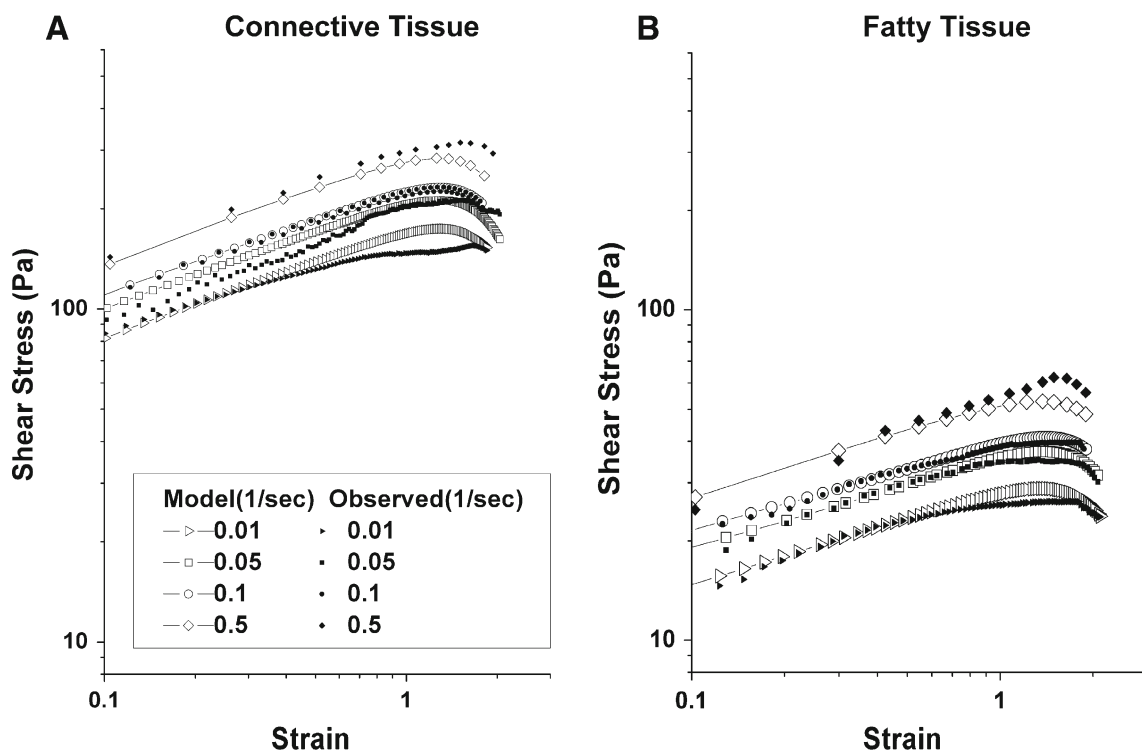 A Connective Tissue
Shear Stress (Pa)
100
10
Model(1/sec) Observed(1/sec)
0.01 0.01
0.05 0.05
0.1 0.1
0.5 0.5
0.1 1
Strain
B Fatty Tissue
Shear Stress (Pa)
100
10
0.1 1
Strain